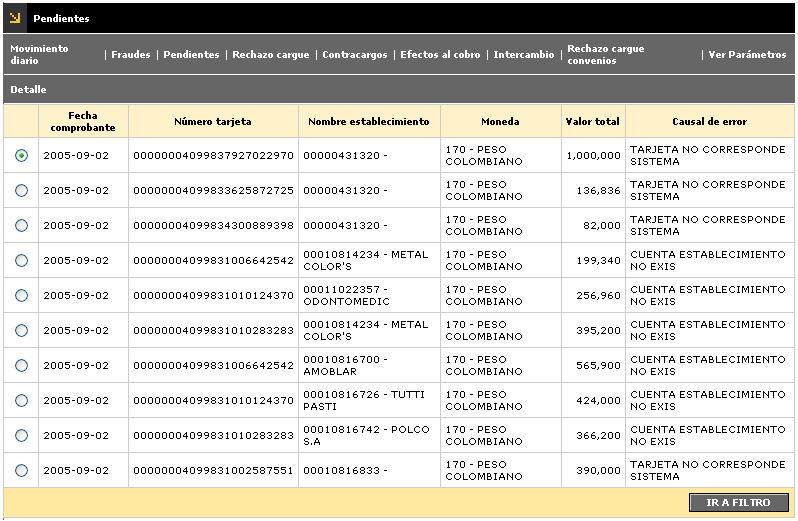 Pendientes
Movimiento diario | Fraudes | Pendientes | Rechazo cargue | Contracargos | Efectos al cobro | Intercambio | Rechazo cargue convenios | Ver Parámetros
Detalle
Fecha comprobante Número tarjeta Nombre establecimiento Moneda Valor total Causal de error
2005-09-02 00000004099837927022970 00000431320 - 170 - PESO COLOMBIANO 1,000,000 TARJETA NO CORRESPONDE SISTEMA
2005-09-02 00000004099833625872725 00000431320 - 170 - PESO COLOMBIANO 136,836 TARJETA NO CORRESPONDE SISTEMA
2005-09-02 00000004099834300889398 00000431320 - 170 - PESO COLOMBIANO 82,000 TARJETA NO CORRESPONDE SISTEMA
2005-09-02 00000004099831006642542 00010814234 - METAL COLOR'S 170 - PESO COLOMBIANO 199,340 CUENTA ESTABLECIMIENTO NO EXIS
2005-09-02 00000004099831010124370 00011022357 - ODONTOMEDIC 170 - PESO COLOMBIANO 256,960 CUENTA ESTABLECIMIENTO NO EXIS
2005-09-02 00000004099831010283283 00010814234 - METAL COLOR'S 170 - PESO COLOMBIANO 395,200 CUENTA ESTABLECIMIENTO NO EXIS
2005-09-02 00000004099831006642542 00010816700 - AMOBLAR 170 - PESO COLOMBIANO 565,900 CUENTA ESTABLECIMIENTO NO EXIS
2005-09-02 00000004099831010124370 00010816726 - TUTTI PASTI 170 - PESO COLOMBIANO 424,000 CUENTA ESTABLECIMIENTO NO EXIS
2005-09-02 00000004099831010283283 00010816742 - POLCO S.A 170 - PESO COLOMBIANO 366,200 CUENTA ESTABLECIMIENTO NO EXIS
2005-09-02 00000004099831002587551 00010816833 - 170 - PESO COLOMBIANO 390,000 TARJETA NO CORRESPONDE SISTEMA
IR A FILTRO